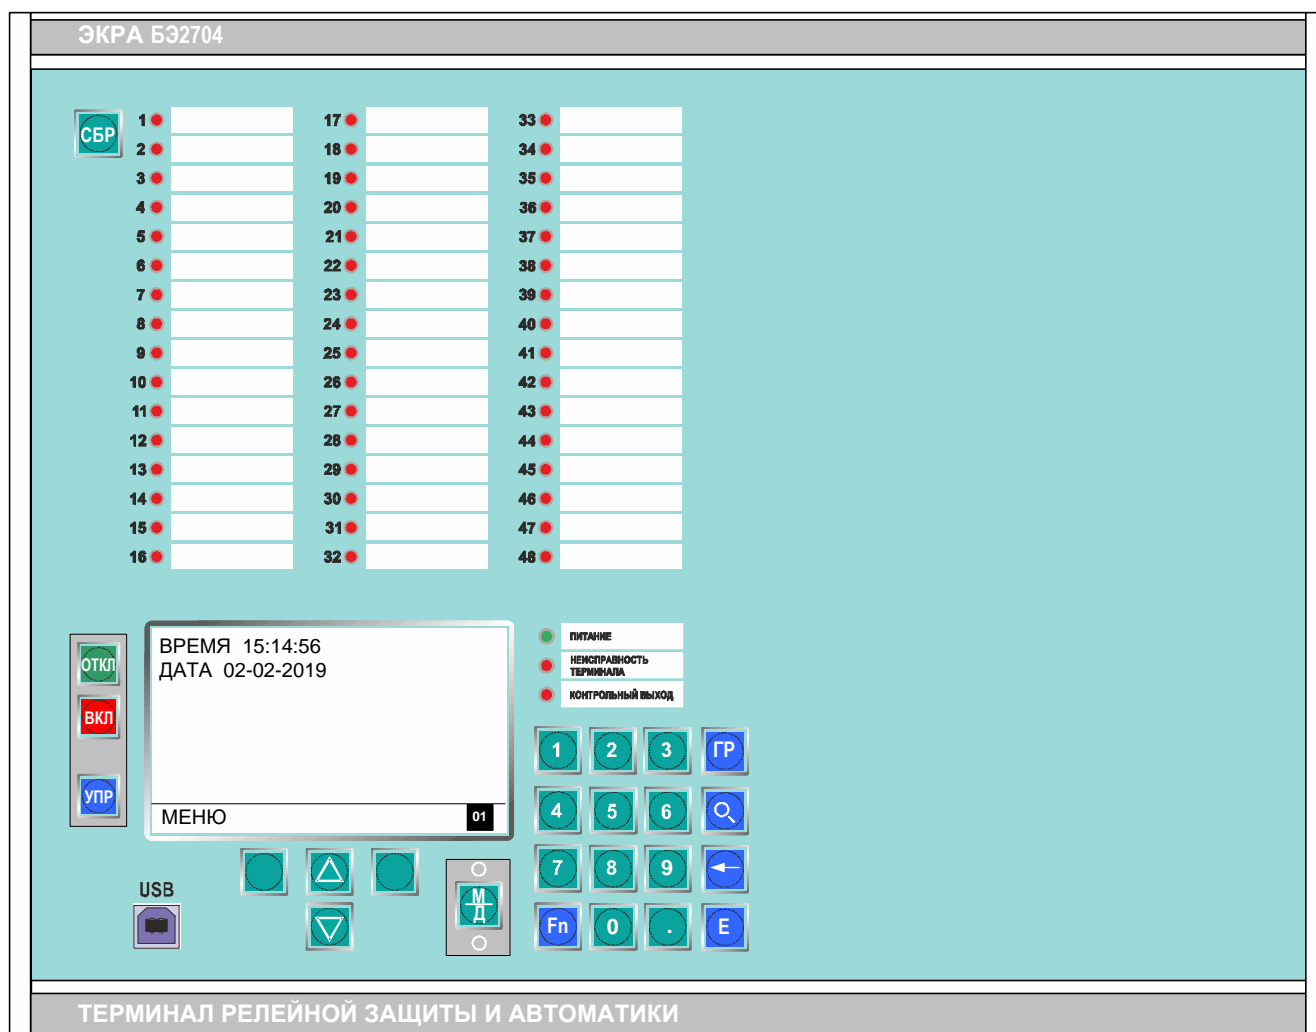 ЭКРА БЭ2704
СБР
1 17 33
2 18 34
3 19 35
4 20 36
5 21 37
6 22 38
7 23 39
8 24 40
9 25 41
10 26 42
11 27 43
12 28 44
13 29 45
14 30 46
15 31 47
16 32 48
ОТКЛ
ВКЛ
УПР
ВРЕМЯ 15:14:56
ДАТА 02-02-2019
МЕНЮ 01
ПИТАНИЕ
НЕИСПРАВНОСТЬ
ТЕРМИНАЛА
КОНТРОЛЬНЫЙ ВЫХОД
1 2 3 ГР
4 5 6
7 8 9
Fn 0 . E
USB
М
Д
ТЕРМИНАЛ РЕЛЕЙНОЙ ЗАЩИТЫ И АВТОМАТИКИ